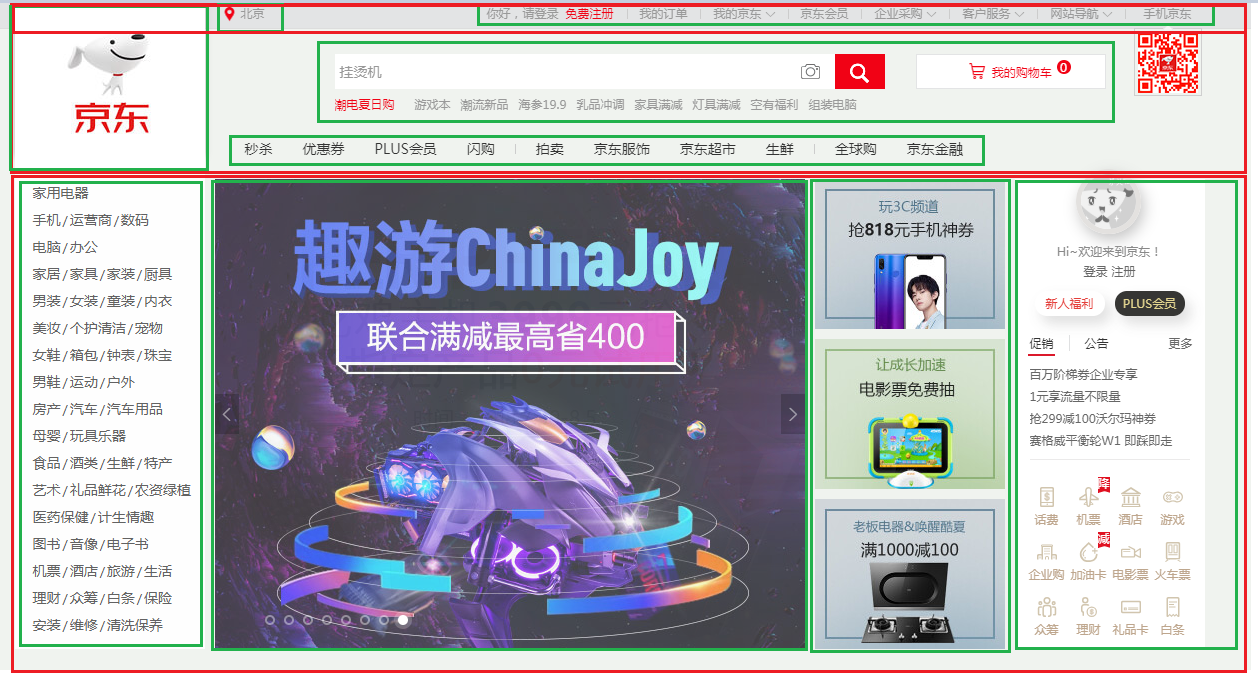 北京
你好，请登录 免费注册 我的订单 我的京东 京东会员 企业采购 客户服务 网站导航 手机京东
京东
挂烫机
我的购物车 0
潮电夏日购 游戏本 潮流新品 海参19.9 乳品冲调 家具满减 灯具满减 空有福利 组装电脑
秒杀 优惠券 PLUS会员 闪购 拍卖 京东服饰 京东超市 生鲜 全球购 京东金融
家用电器
手机/运营商/数码
电脑/办公
家居/家具/家装/厨具
男装/女装/童装/内衣
美妆/个护清洁/宠物
女鞋/箱包/钟表/珠宝
男鞋/运动/户外
房产/汽车/汽车用品
母婴/玩具乐器
食品/酒类/生鲜/特产
艺术/礼品鲜花/农资绿植
医药保健/计生情趣
图书/音像/电子书
机票/酒店/旅游/生活
理财/众筹/白条/保险
安装/维修/清洗保养
趣游ChinaJoy
联合满减最高省400
玩3C频道
抢818元手机神券
让成长加速
电影票免费抽
老板电器&唤醒酷夏
满1000减100
Hi~欢迎来到京东！
登录 注册
新人福利 PLUS会员
促销 公告 更多
百万阶梯券企业专享
1元享流量不限量
抢299减100沃尔玛神券
赛格威平衡轮W1 即踩即走
降
话费 机票 酒店 游戏
减
企业购 加油卡 电影票 火车票
众筹 理财 礼品卡 白条